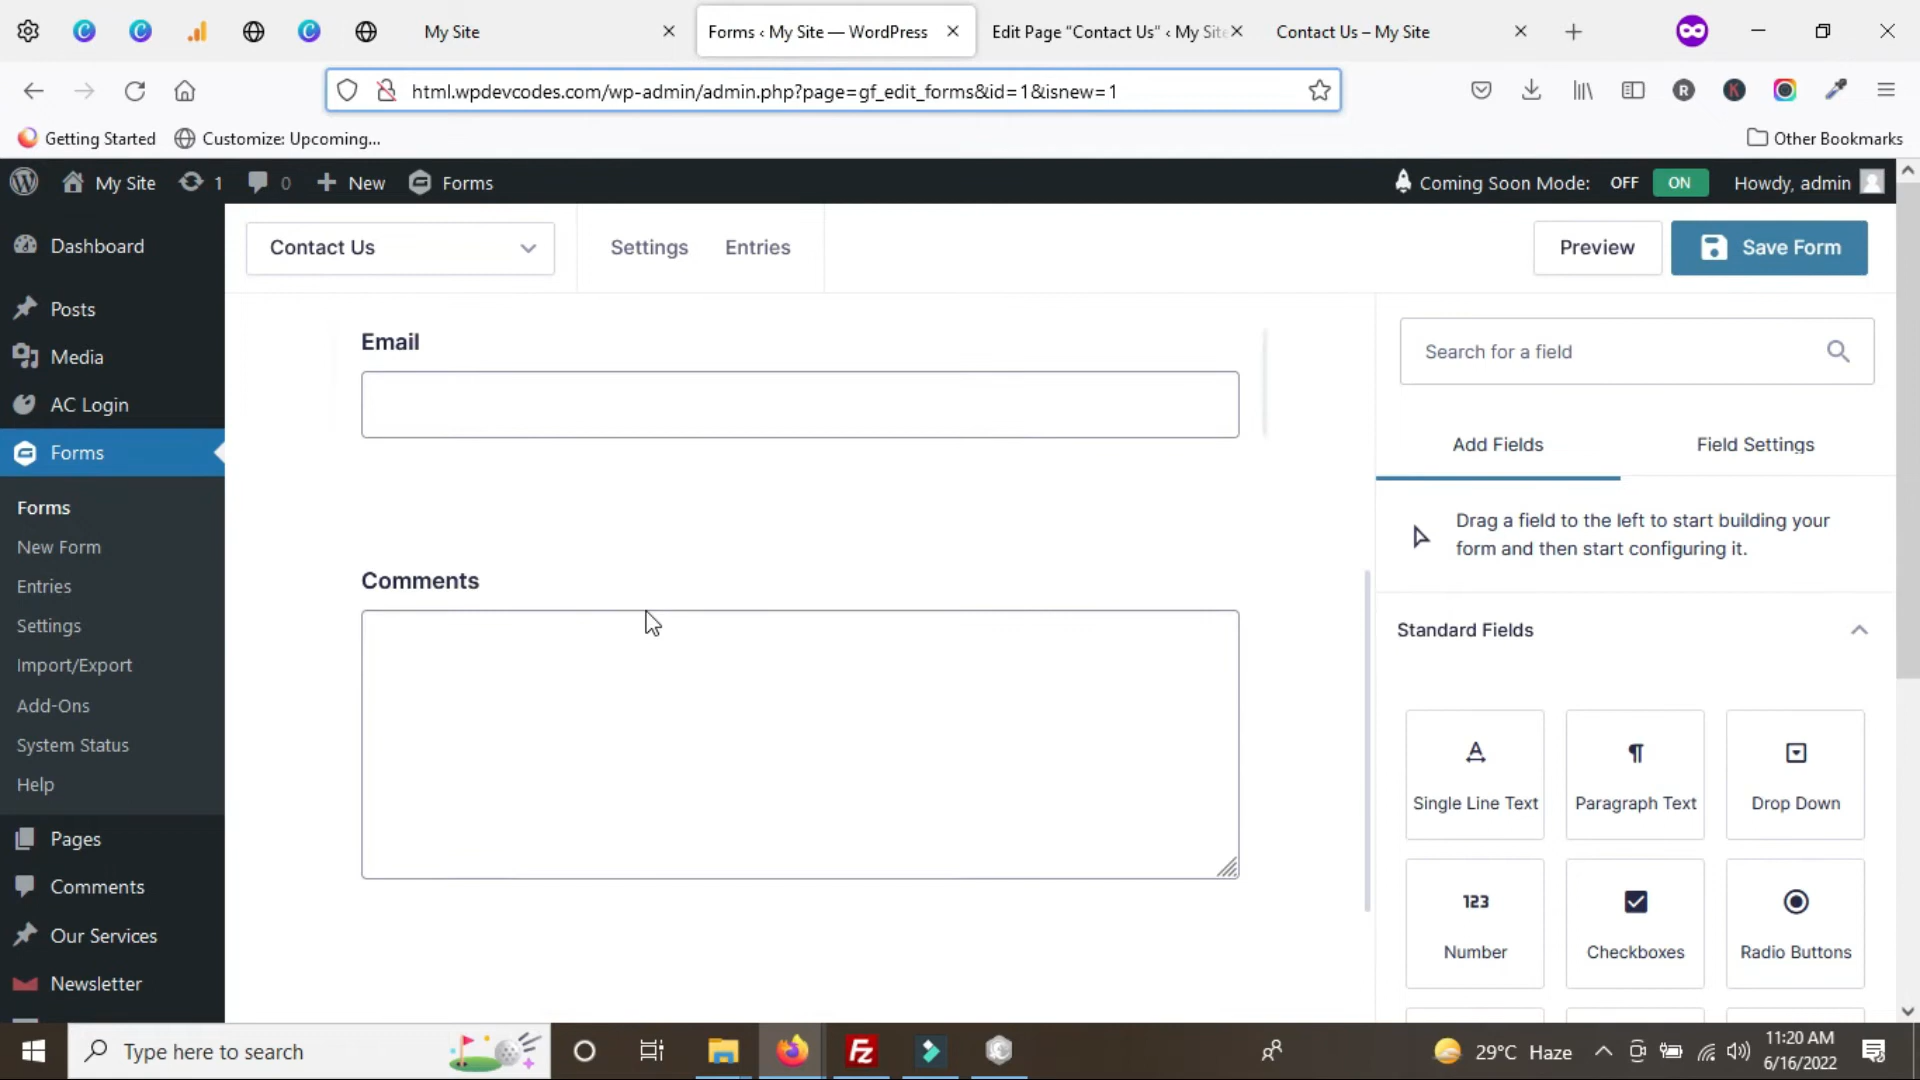 My Site
Forms ‹ My Site — WordPress
Edit Page “Contact Us” ‹ My Site
Contact Us – My Site
html.wpdevcodes.com/wp-admin/admin.php?page=gf_edit_forms&id=1&isnew=1
Getting Started
Customize: Upcoming...
Other Bookmarks
My Site
1
0
New
Forms
Coming Soon Mode:
OFF
ON
Howdy, admin
Dashboard
Posts
Media
AC Login
Forms
Forms
New Form
Entries
Settings
Import/Export
Add-Ons
System Status
Help
Pages
Comments
Our Services
Newsletter
Contact Us
Settings
Entries
Preview
Save Form
Email
Comments
Search for a field
Add Fields
Field Settings
Drag a field to the left to start building your
form and then start configuring it.
Standard Fields
Single Line Text
Paragraph Text
Drop Down
123
Number
Checkboxes
Radio Buttons
Type here to search
29°C Haze
11:20 AM
6/16/2022